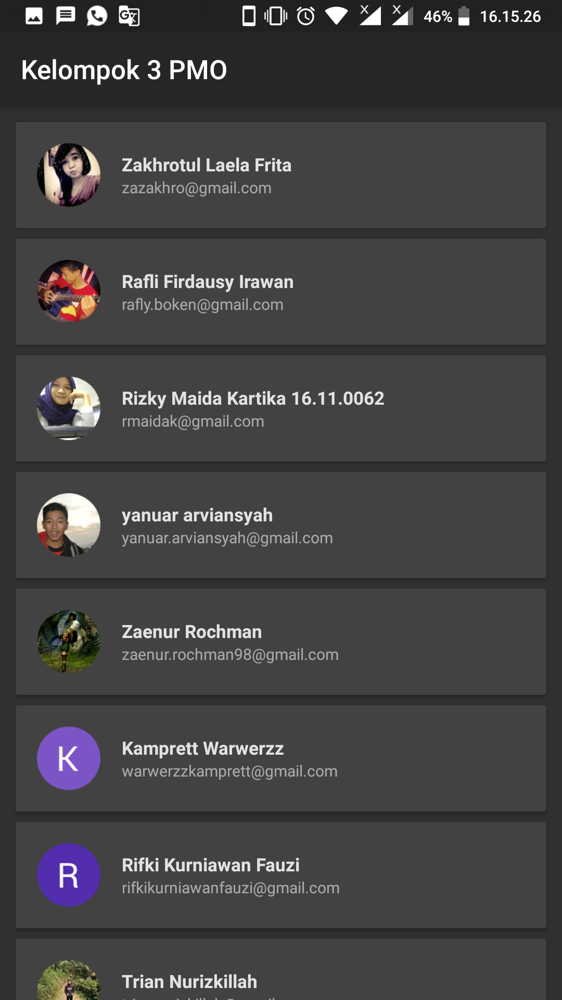 46% 16.15.26
Kelompok 3 PMO
Zakhrotul Laela Frita
zazakhro@gmail.com
Rafli Firdausy Irawan
rafly.boken@gmail.com
Rizky Maida Kartika 16.11.0062
rmaidak@gmail.com
yanuar arviansyah
yanuar.arviansyah@gmail.com
Zaenur Rochman
zaenur.rochman98@gmail.com
K
Kamprett Warwerzz
warwerzzkamprett@gmail.com
R
Rifki Kurniawan Fauzi
rifkikurniawanfauzi@gmail.com
Trian Nurizkillah